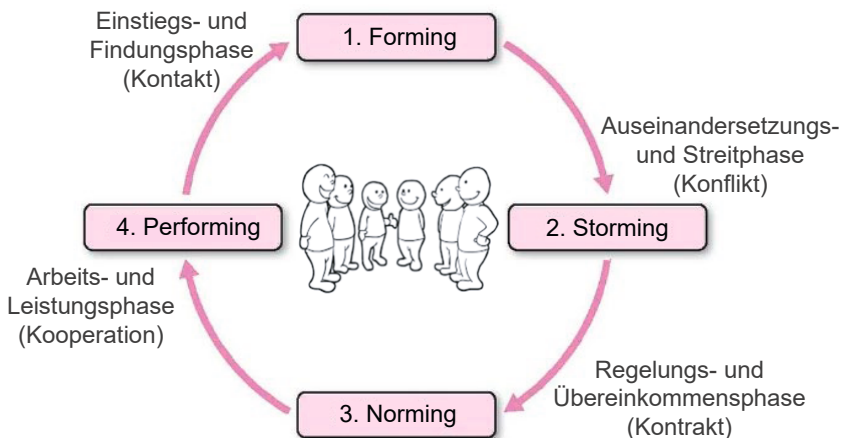 Einstiegs- und
Findungsphase
(Kontakt)
1. Forming
Auseinandersetzungs-
und Streitphase
(Konflikt)
2. Storming
Regelungs- und
Übereinkommensphase
(Kontrakt)
3. Norming
Arbeits- und
Leistungsphase
(Kooperation)
4. Performing